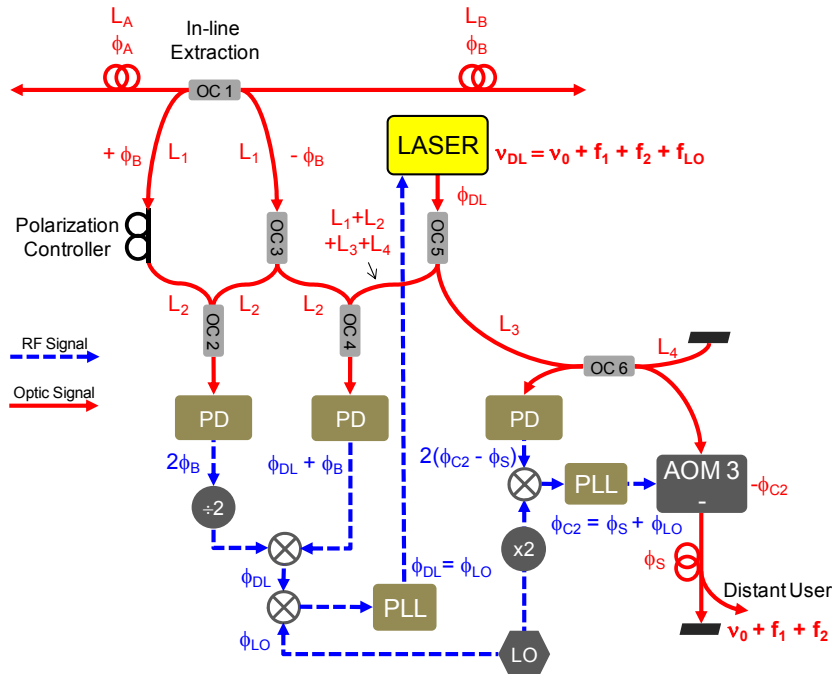 L_A
ϕ_A
In-line
Extraction
L_B
ϕ_B
OC 1
+ ϕ_B
L_1
L_1
- ϕ_B
LASER
ν_DL = ν_0 + f_1 + f_2 + f_LO
ϕ_DL
Polarization
Controller
OC 3
L_1+L_2
+L_3+L_4
OC 5
L_2
L_2
L_2
OC 2
OC 4
L_3
L_4
OC 6
RF Signal
Optic Signal
PD
PD
PD
2ϕ_B
ϕ_DL + ϕ_B
2(ϕ_C2 - ϕ_S)
AOM 3
-
-ϕ_C2
÷2
PLL
ϕ_C2 = ϕ_S + ϕ_LO
x2
ϕ_S
ϕ_DL
ϕ_DL= ϕ_LO
Distant User
PLL
ν_0 + f_1 + f_2
ϕ_LO
LO